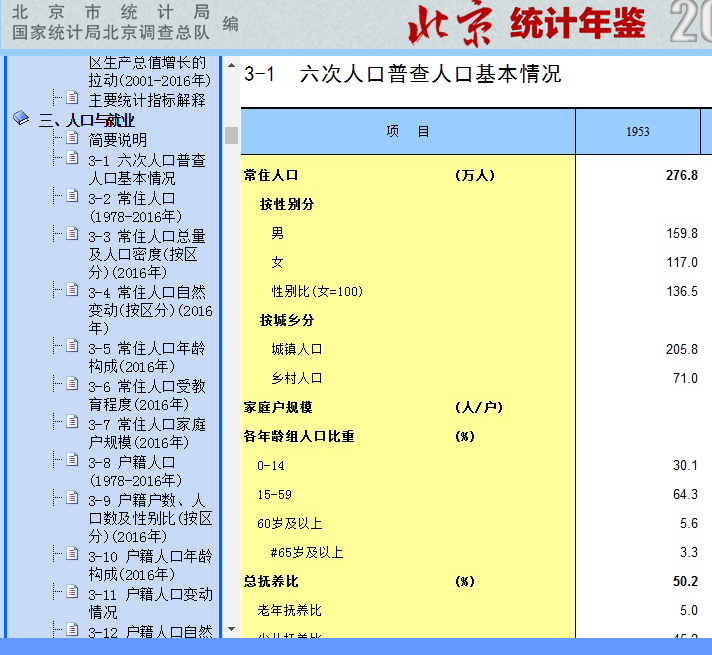 北京市统计局
国家统计局北京调查总队
编
北京 统计年鉴 20
区生产总值增长的
拉动(2001-2016年)
主要统计指标解释
三、人口与就业
简要说明
3-1 六次人口普查
人口基本情况
3-2 常住人口
(1978-2016年)
3-3 常住人口总量
及人口密度(按区
分)(2016年)
3-4 常住人口自然
变动(按区分)(2016
年)
3-5 常住人口年龄
构成(2016年)
3-6 常住人口受教
育程度(2016年)
3-7 常住人口家庭
户规模(2016年)
3-8 户籍人口
(1978-2016年)
3-9 户籍户数、人
口数及性别比(按区
分)(2016年)
3-10 户籍人口年龄
构成(2016年)
3-11 户籍人口变动
情况
3-12 户籍人口自然
3-1 六次人口普查人口基本情况
项 目 1953
常住人口 (万人) 276.8
按性别分
男 159.8
女 117.0
性别比(女=100) 136.5
按城乡分
城镇人口 205.8
乡村人口 71.0
家庭户规模 (人/户)
各年龄组人口比重 (%)
0-14 30.1
15-59 64.3
60岁及以上 5.6
#65岁及以上 3.3
总抚养比 (%) 50.2
老年抚养比 5.0
少儿抚养比 45.2